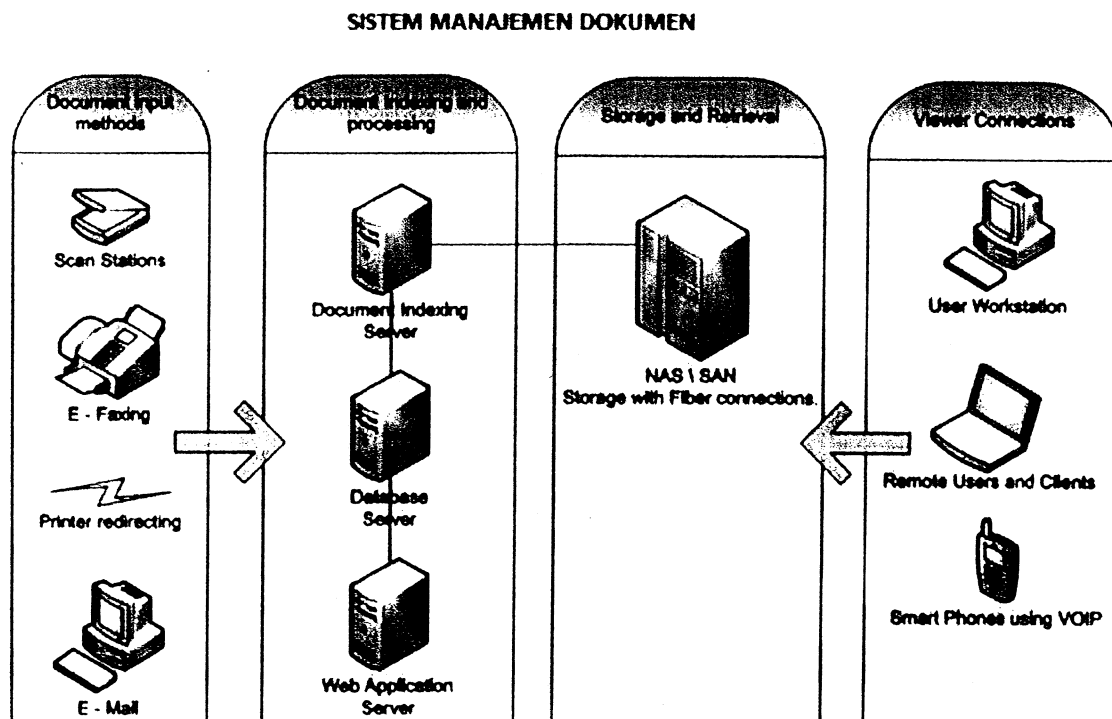 SISTEM MANAJEMEN DOKUMEN
Document input
methods
Scan Stations
E - Faxing
Printer redirecting
E - Mail
Document Indexing and
processing
Document Indexing
Server
Database
Server
Web Application
Server
Storage and Retrieval
NAS \ SAN
Storage with Fiber connections.
Viewer Connections
User Workstation
Remote Users and Clients
Smart Phones using VOIP